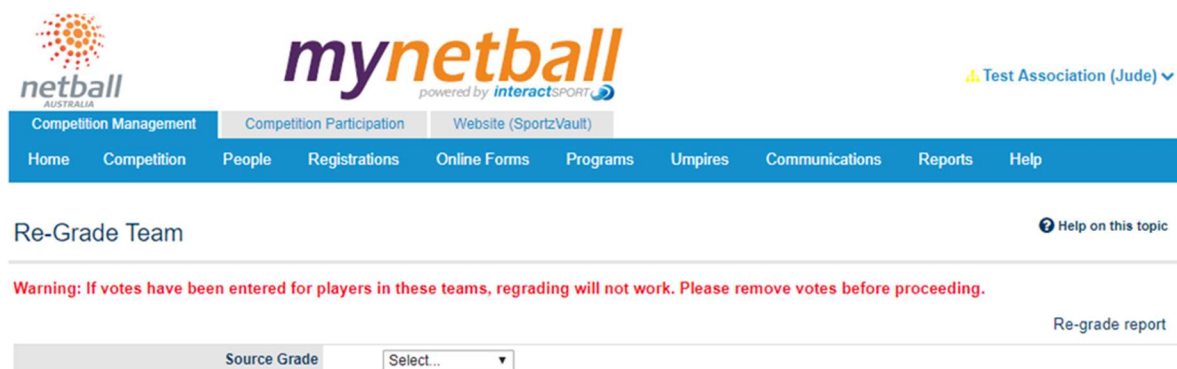 netball
AUSTRALIA
mynetball
powered by interactSPORT
Test Association (Jude)
Competition Management Competition Participation Website (SportzVault)
Home Competition People Registrations Online Forms Programs Umpires Communications Reports Help
Re-Grade Team
Help on this topic
Warning: If votes have been entered for players in these teams, regrading will not work. Please remove votes before proceeding.
Re-grade report
Source Grade Select...